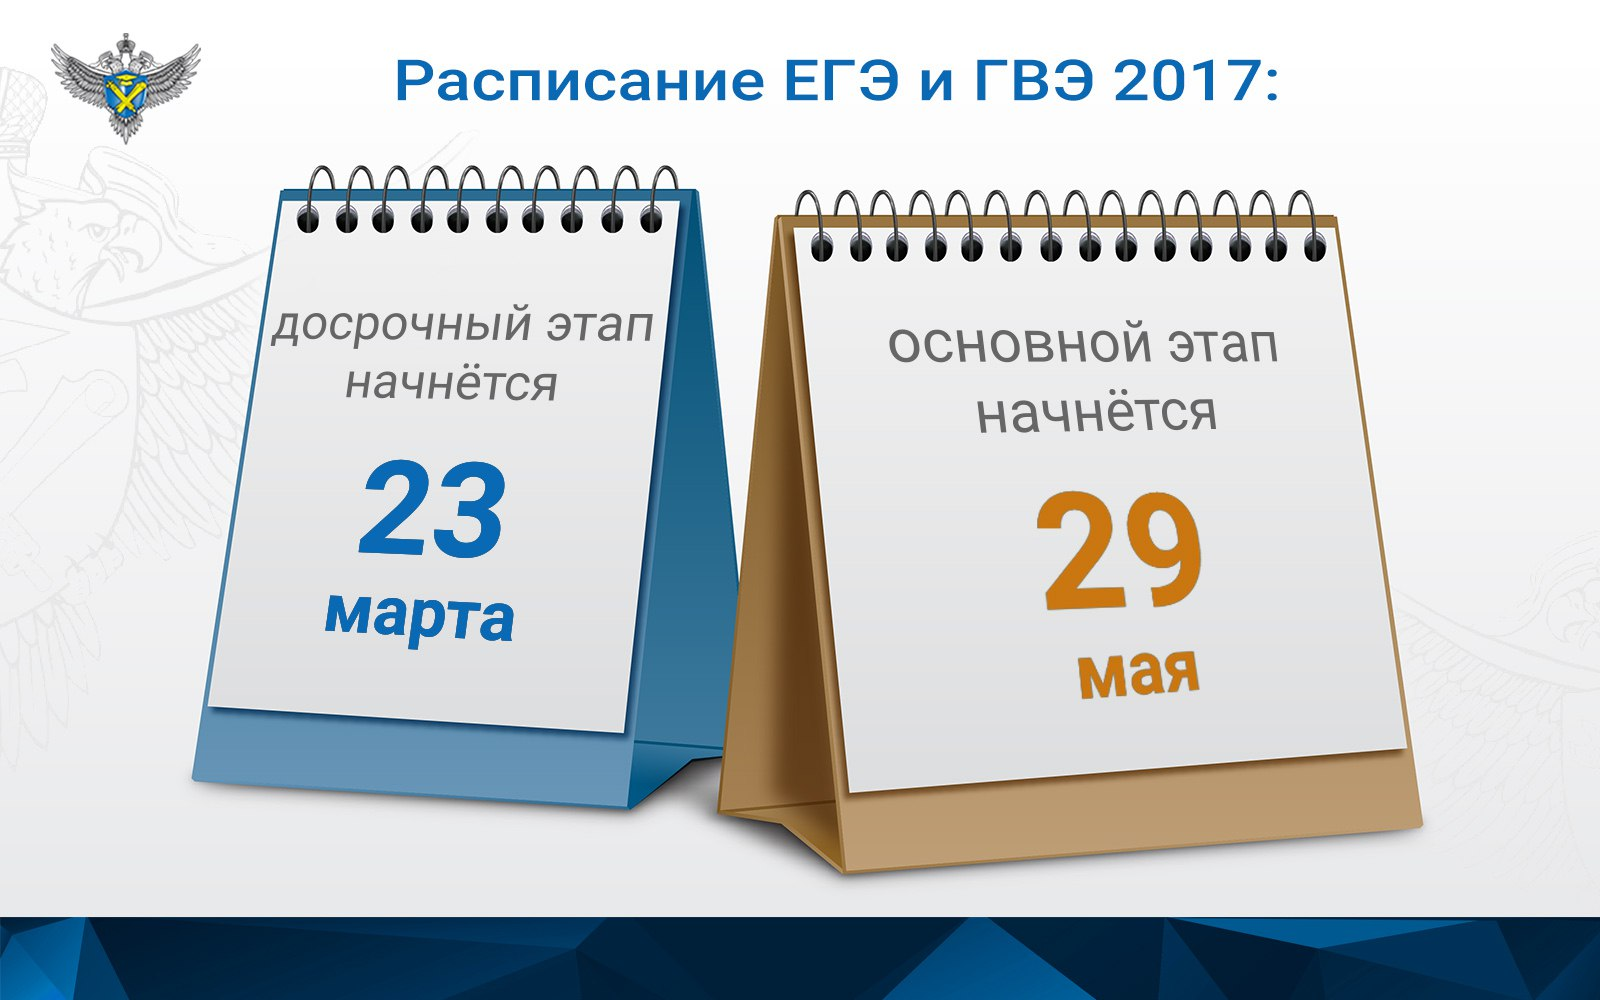 Расписание ЕГЭ и ГВЭ 2017:
досрочный этап
начнётся
23
марта
основной этап
начнётся
29
мая